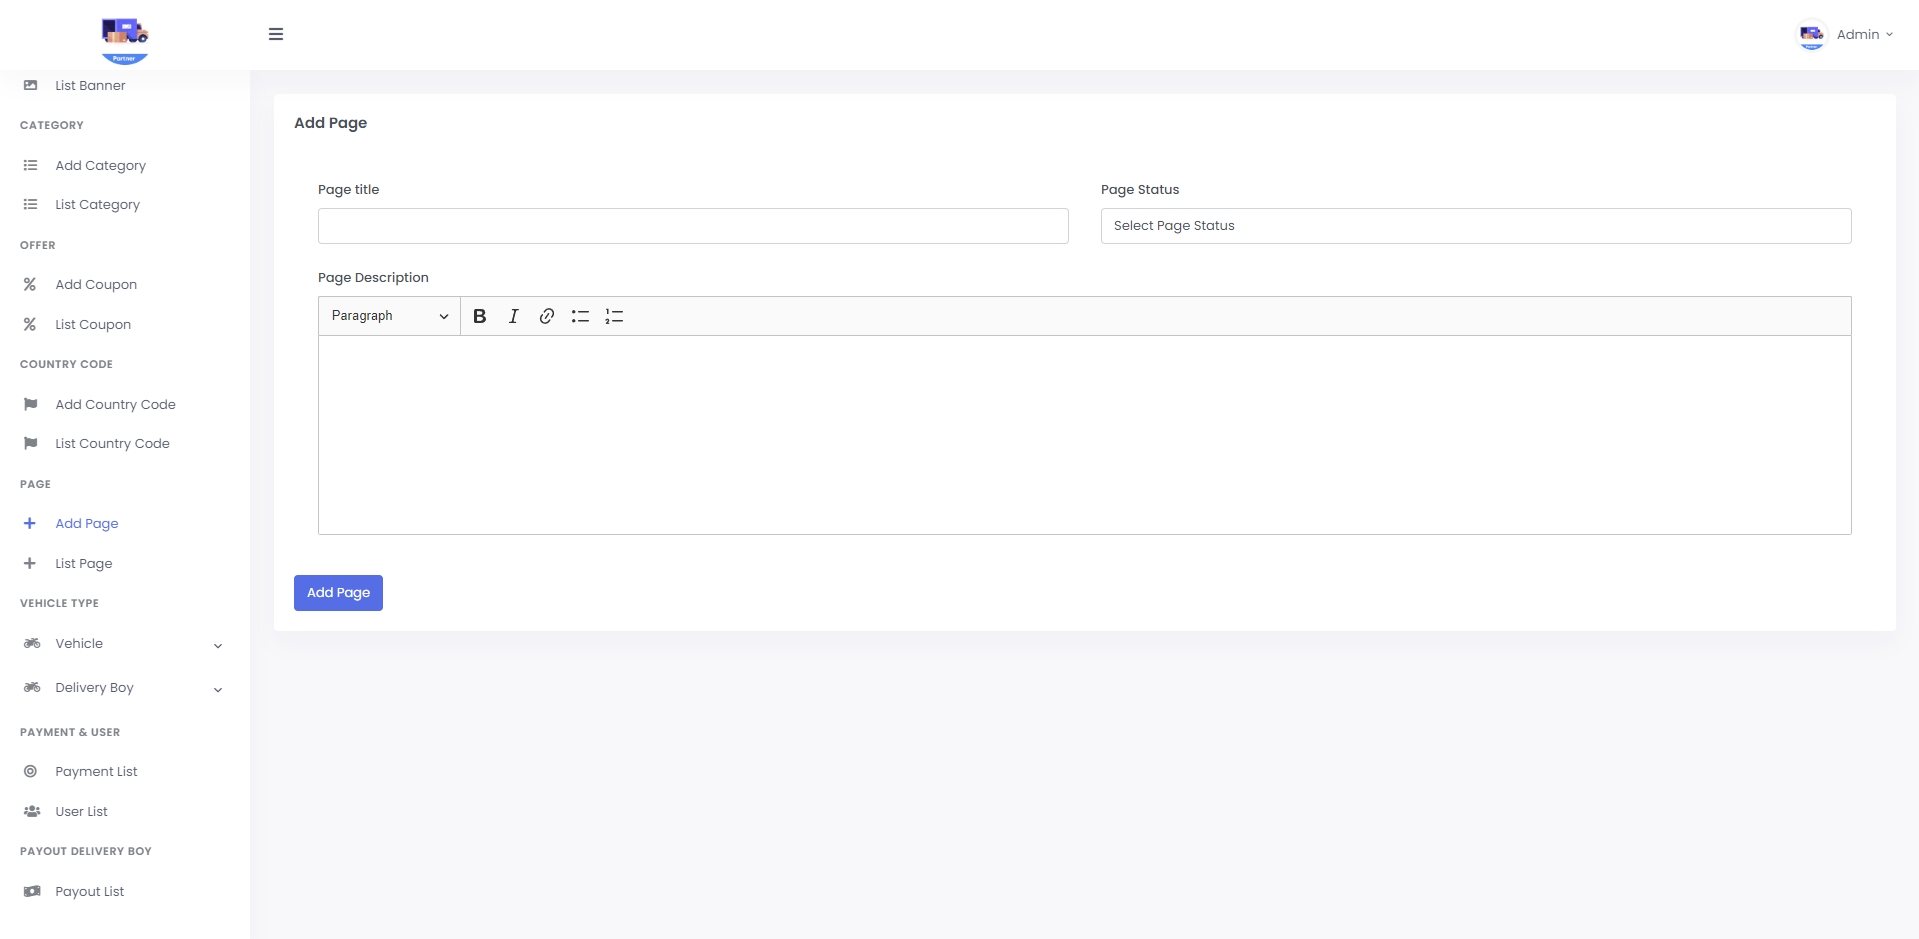 Partner
Admin
List Banner
CATEGORY
Add Category
List Category
OFFER
Add Coupon
List Coupon
COUNTRY CODE
Add Country Code
List Country Code
PAGE
Add Page
List Page
VEHICLE TYPE
Vehicle
Delivery Boy
PAYMENT & USER
Payment List
User List
PAYOUT DELIVERY BOY
Payout List
Add Page
Page title
Page Status
Select Page Status
Page Description
Paragraph
Add Page